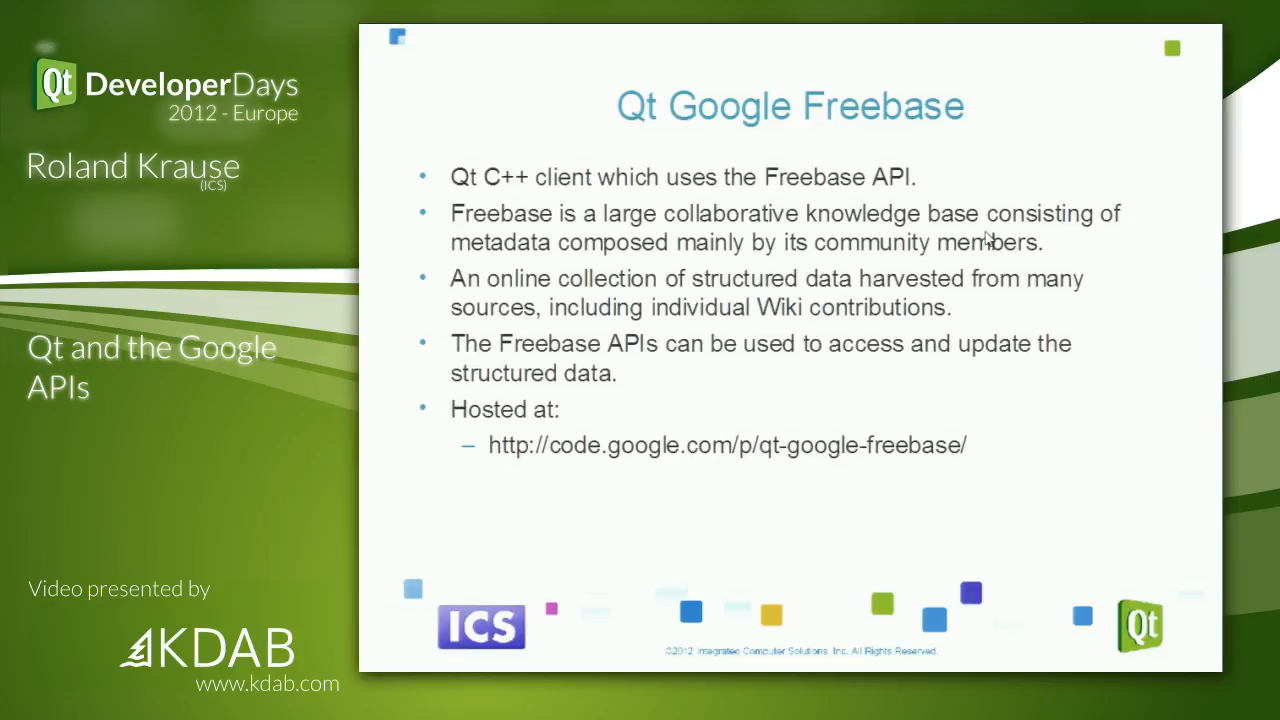 Qt DeveloperDays
2012 - Europe
Roland Krause
(ICS)
Qt and the Google
APIs
Video presented by
KDAB
www.kdab.com
Qt Google Freebase
• Qt C++ client which uses the Freebase API.
• Freebase is a large collaborative knowledge base consisting of
metadata composed mainly by its community members.
• An online collection of structured data harvested from many
sources, including individual Wiki contributions.
• The Freebase APIs can be used to access and update the
structured data.
• Hosted at:
– http://code.google.com/p/qt-google-freebase/
ICS
©2012 Integrated Computer Solutions, Inc. All Rights Reserved.
Qt